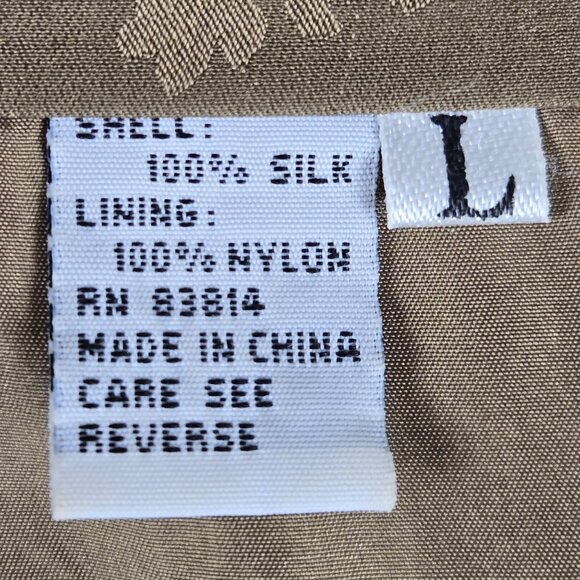 SHELL:
100% SILK
LINING:
100% NYLON
RN 83814
MADE IN CHINA
CARE SEE
REVERSE
L